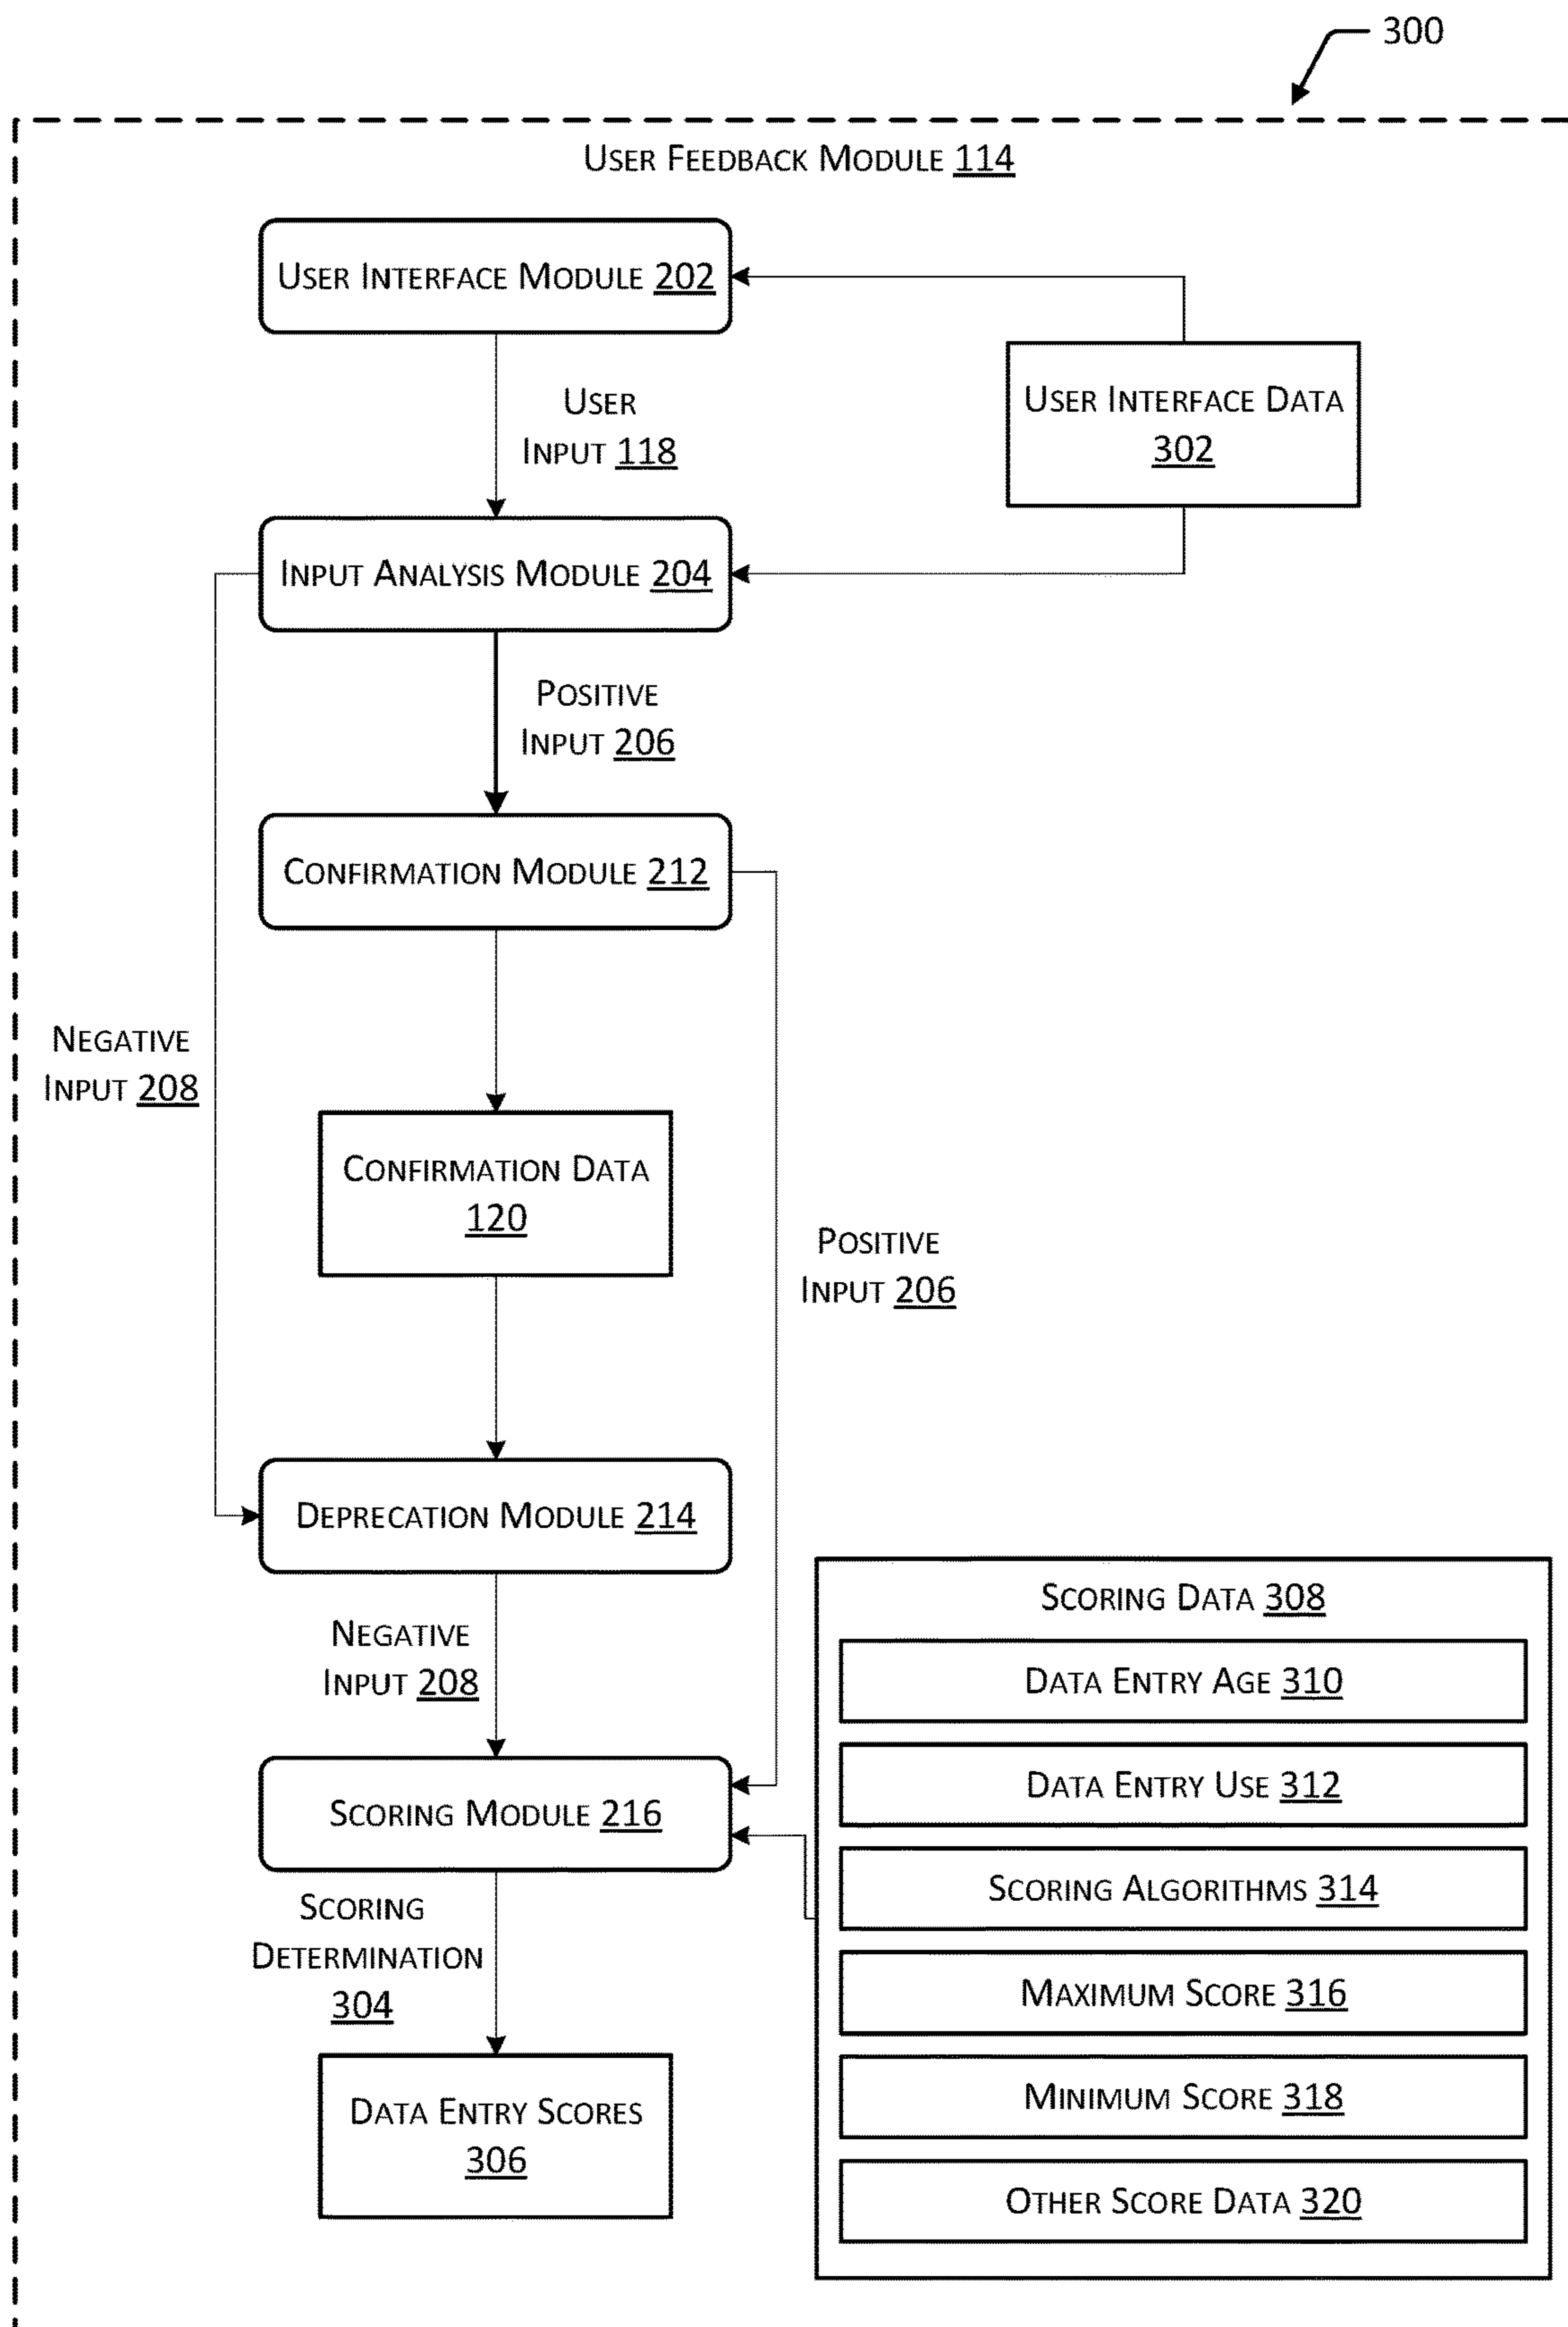 300
USER FEEDBACK MODULE 114
USER INTERFACE MODULE 202
USER INTERFACE DATA
302
USER
INPUT 118
INPUT ANALYSIS MODULE 204
POSITIVE
INPUT 206
CONFIRMATION MODULE 212
NEGATIVE
INPUT 208
CONFIRMATION DATA
120
POSITIVE
INPUT 206
DEPRECATION MODULE 214
NEGATIVE
INPUT 208
SCORING MODULE 216
SCORING
DETERMINATION
304
DATA ENTRY SCORES
306
SCORING DATA 308
DATA ENTRY AGE 310
DATA ENTRY USE 312
SCORING ALGORITHMS 314
MAXIMUM SCORE 316
MINIMUM SCORE 318
OTHER SCORE DATA 320